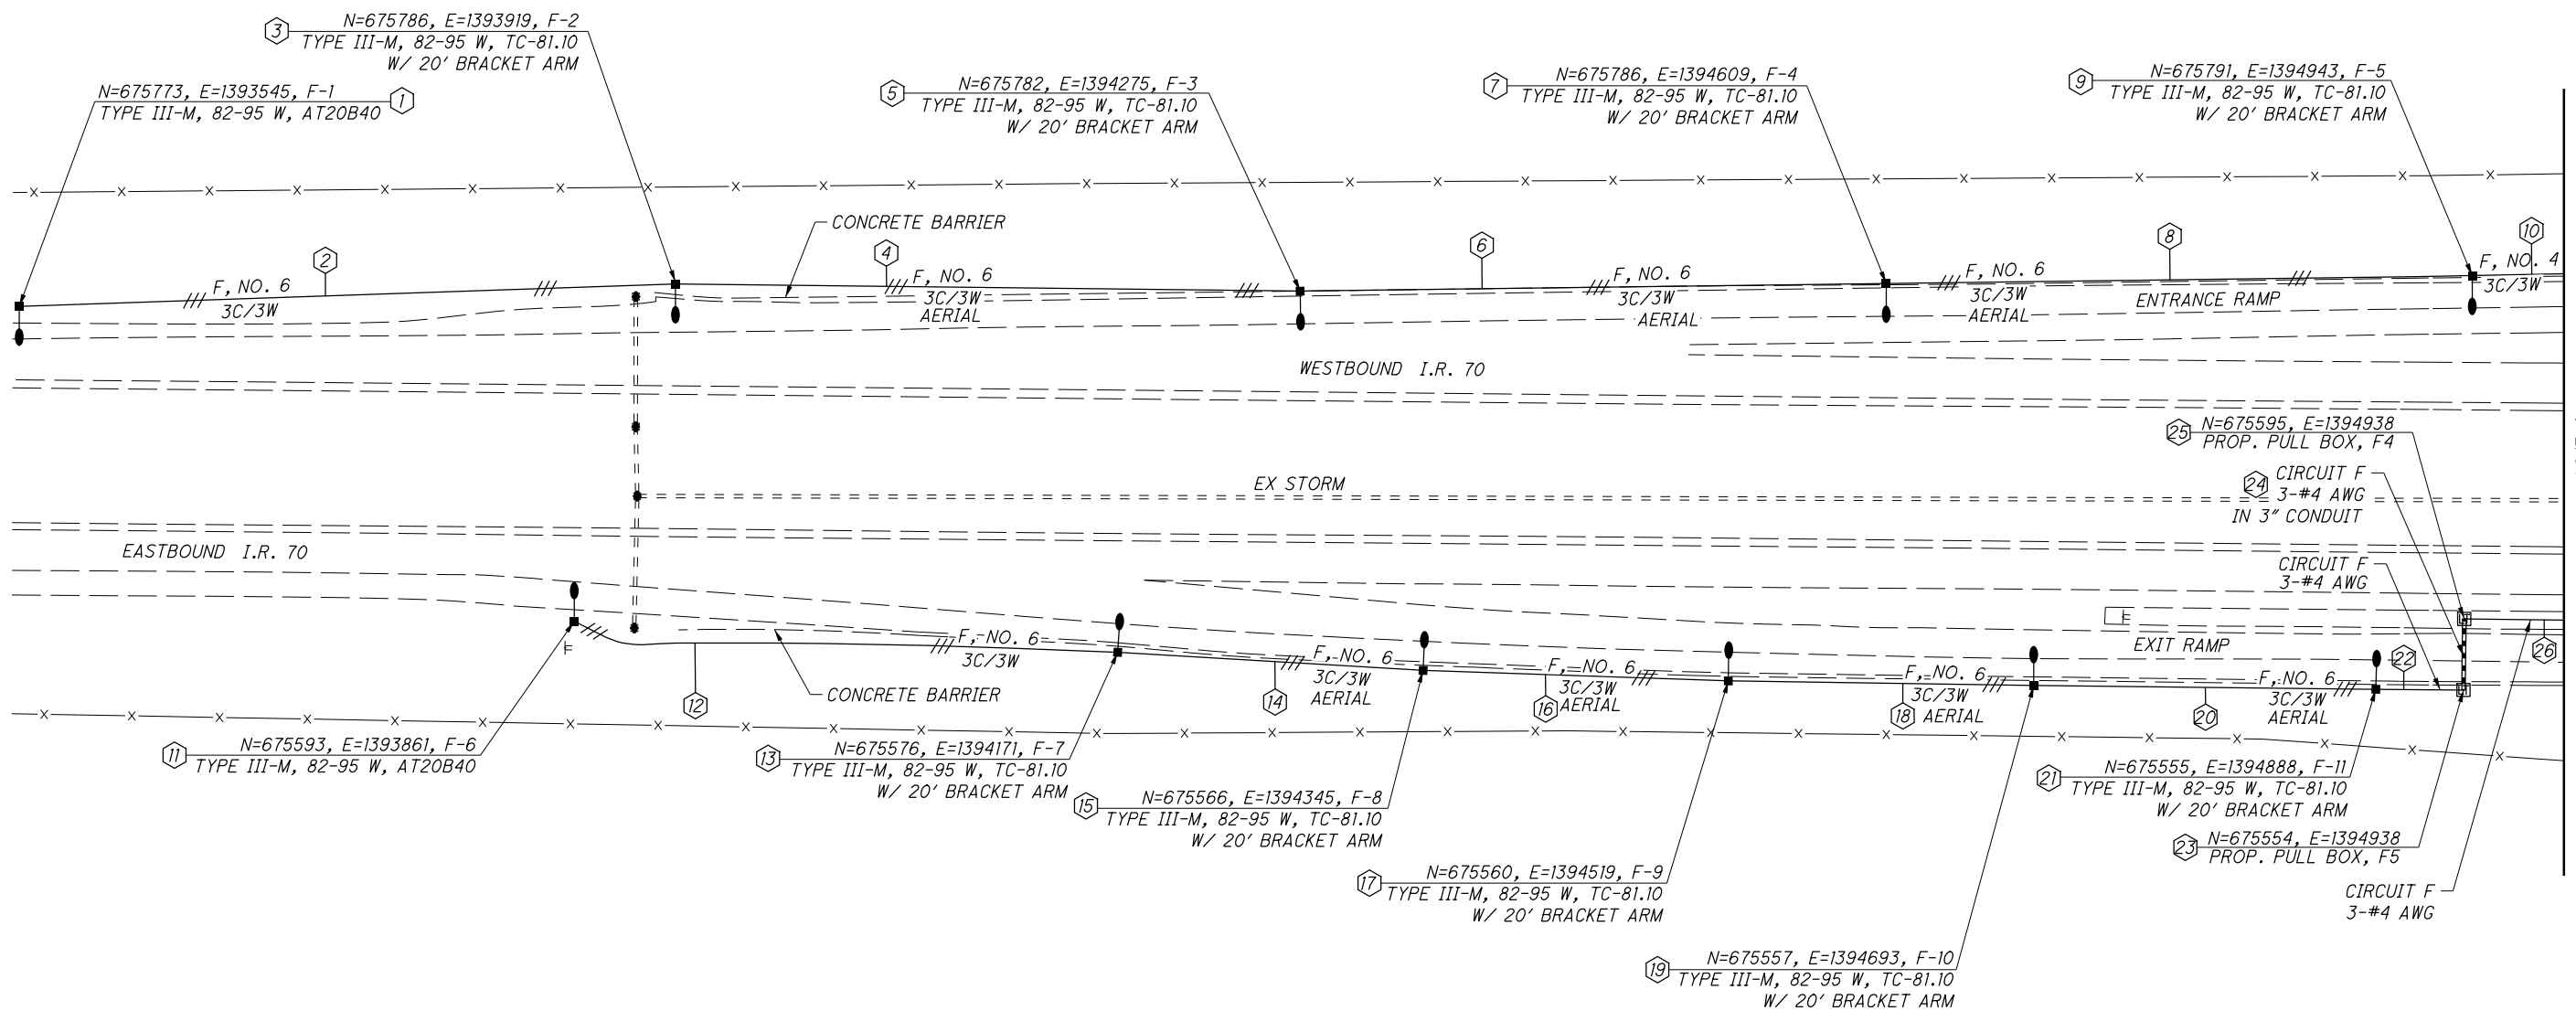 3
N=675786, E=1393919, F-2
TYPE III-M, 82-95 W, TC-81.10
W/ 20' BRACKET ARM
N=675773, E=1393545, F-1
TYPE III-M, 82-95 W, AT20B40
1
5
N=675782, E=1394275, F-3
TYPE III-M, 82-95 W, TC-81.10
W/ 20' BRACKET ARM
7
N=675786, E=1394609, F-4
TYPE III-M, 82-95 W, TC-81.10
W/ 20' BRACKET ARM
9
N=675791, E=1394943, F-5
TYPE III-M, 82-95 W, TC-81.10
W/ 20' BRACKET ARM
CONCRETE BARRIER
2
F, NO. 6
3C/3W
4
F, NO. 6
3C/3W
AERIAL
6
F, NO. 6
3C/3W
AERIAL
8
F, NO. 6
3C/3W
AERIAL
ENTRANCE RAMP
10
F, NO. 4
3C/3W
WESTBOUND I.R. 70
25
N=675595, E=1394938
PROP. PULL BOX, F4
24
CIRCUIT F
3-#4 AWG
IN 3" CONDUIT
EX STORM
EASTBOUND I.R. 70
CIRCUIT F
3-#4 AWG
EXIT RAMP
26
22
12
F, NO. 6
3C/3W
CONCRETE BARRIER
14
F, NO. 6
3C/3W
AERIAL
16
F, NO. 6
3C/3W
AERIAL
18
F, NO. 6
3C/3W
AERIAL
20
F, NO. 6
3C/3W
AERIAL
11
N=675593, E=1393861, F-6
TYPE III-M, 82-95 W, AT20B40
13
N=675576, E=1394171, F-7
TYPE III-M, 82-95 W, TC-81.10
W/ 20' BRACKET ARM
15
N=675566, E=1394345, F-8
TYPE III-M, 82-95 W, TC-81.10
W/ 20' BRACKET ARM
17
N=675560, E=1394519, F-9
TYPE III-M, 82-95 W, TC-81.10
W/ 20' BRACKET ARM
19
N=675557, E=1394693, F-10
TYPE III-M, 82-95 W, TC-81.10
W/ 20' BRACKET ARM
21
N=675555, E=1394888, F-11
TYPE III-M, 82-95 W, TC-81.10
W/ 20' BRACKET ARM
23
N=675554, E=1394938
PROP. PULL BOX, F5
CIRCUIT F
3-#4 AWG